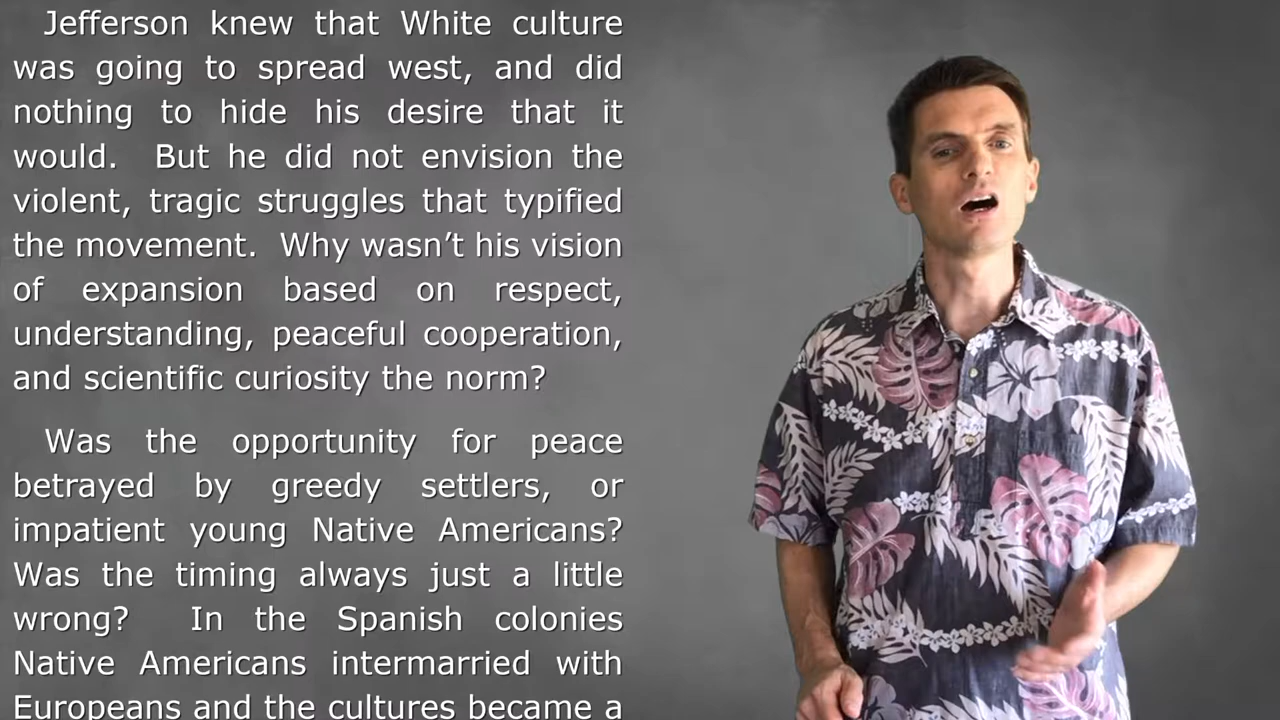 Jefferson knew that White culture
was going to spread west, and did
nothing to hide his desire that it
would.  But he did not envision the
violent, tragic struggles that typified
the movement.  Why wasn’t his vision
of expansion based on respect,
understanding, peaceful cooperation,
and scientific curiosity the norm?
Was the opportunity for peace
betrayed by greedy settlers, or
impatient young Native Americans?
Was the timing always just a little
wrong?  In the Spanish colonies
Native Americans intermarried with
Europeans and the cultures became a